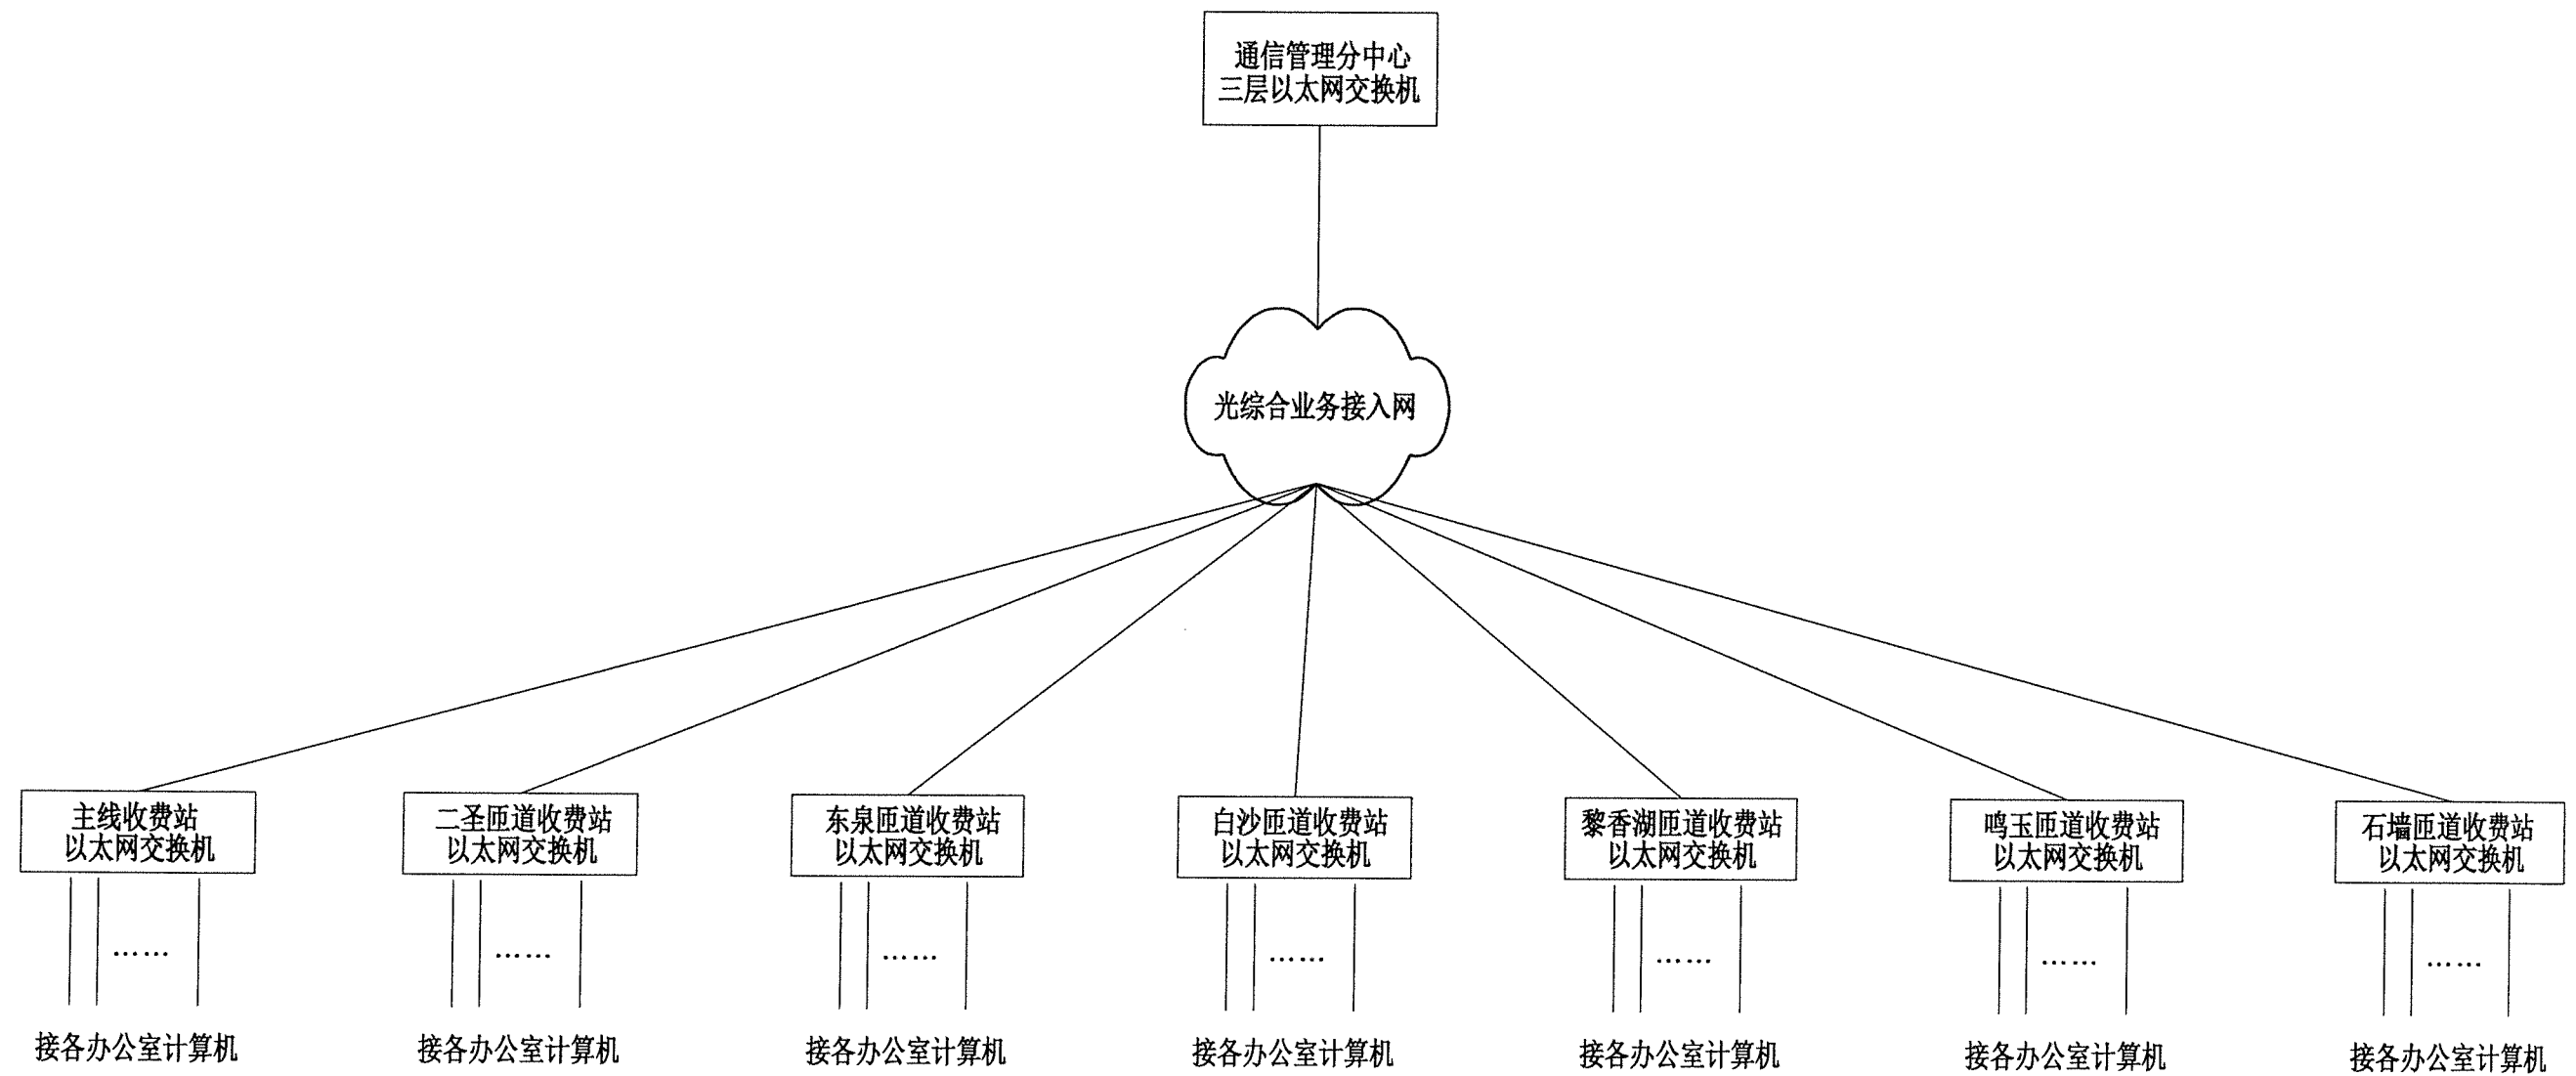 通信管理分中心
三层以太网交换机
光综合业务接入网
主线收费站
以太网交换机
二圣匝道收费站
以太网交换机
东泉匝道收费站
以太网交换机
白沙匝道收费站
以太网交换机
黎香湖匝道收费站
以太网交换机
鸣玉匝道收费站
以太网交换机
石墙匝道收费站
以太网交换机
……
……
……
……
……
……
……
接各办公室计算机
接各办公室计算机
接各办公室计算机
接各办公室计算机
接各办公室计算机
接各办公室计算机
接各办公室计算机